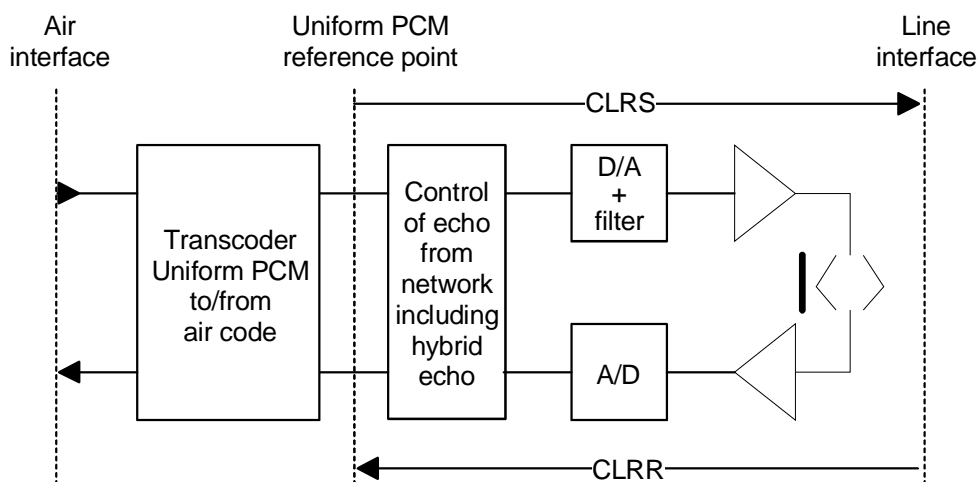 Air
interface
Uniform PCM
reference point
Line
interface
CLRS
Transcoder
Uniform PCM
to/from
air code
Control
of echo
from
network
including
hybrid
echo
D/A
+
filter
A/D
CLRR